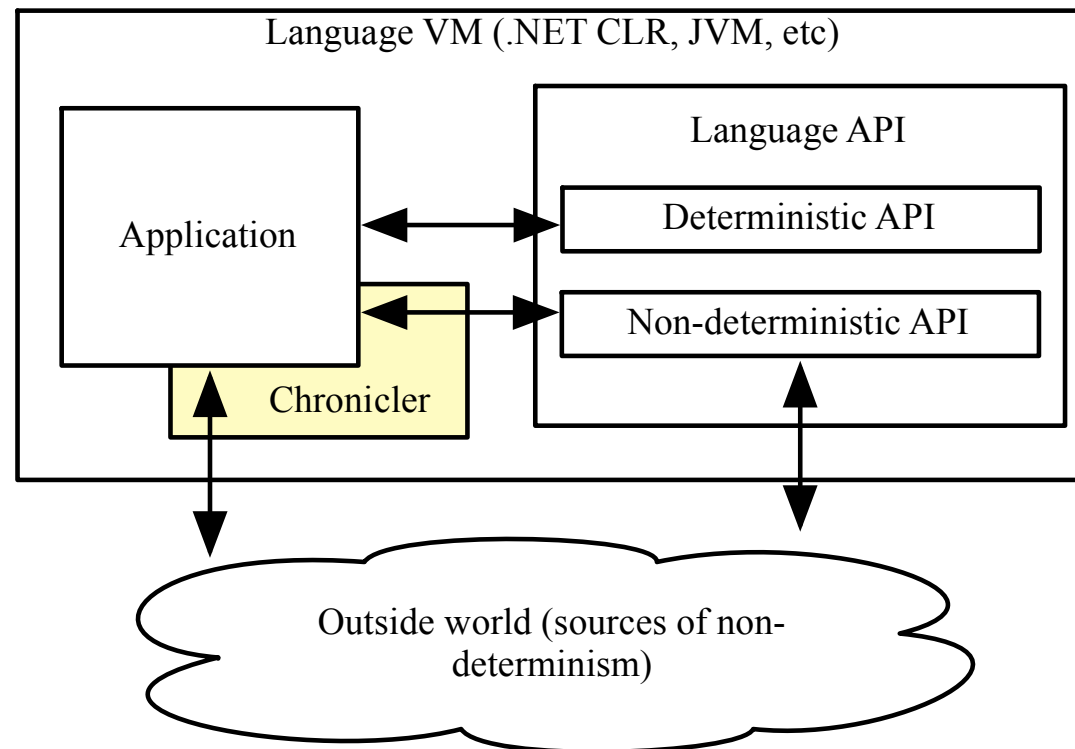 Language VM (.NET CLR, JVM, etc)
Language API
Application
Deterministic API
Non-deterministic API
Chronicler
Outside world (sources of non-
determinism)